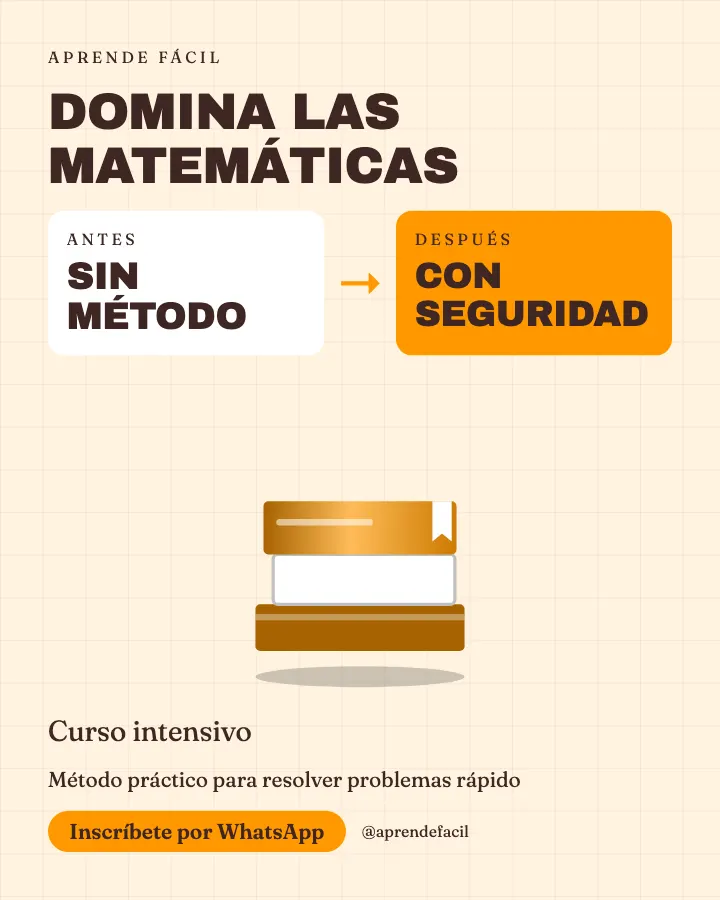 APRENDE FÁCIL
DOMINA LAS
MATEMÁTICAS
ANTES
SIN
MÉTODO
DESPUÉS
CON
SEGURIDAD
Curso intensivo
Método práctico para resolver problemas rápido
Inscríbete por WhatsApp
@aprendefacil